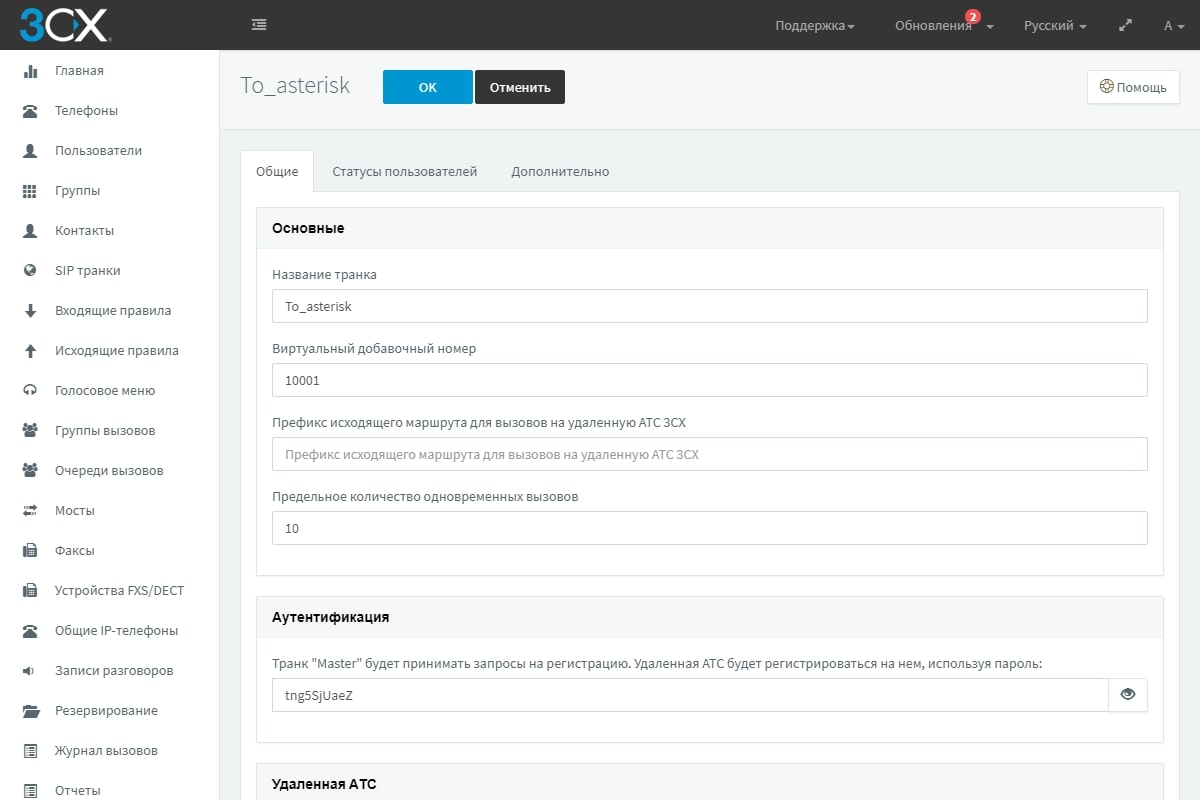 3CX
Поддержка
Обновления
2
Русский
A
Главная
Телефоны
Пользователи
Группы
Контакты
SIP транки
Входящие правила
Исходящие правила
Голосовое меню
Группы вызовов
Очереди вызовов
Мосты
Факсы
Устройства FXS/DECT
Общие IP-телефоны
Записи разговоров
Резервирование
Журнал вызовов
Отчеты
To_asterisk
OK
Отменить
Помощь
Общие
Статусы пользователей
Дополнительно
Основные
Название транка
To_asterisk
Виртуальный добавочный номер
10001
Префикс исходящего маршрута для вызовов на удаленную АТС 3CX
Префикс исходящего маршрута для вызовов на удаленную АТС 3CX
Предельное количество одновременных вызовов
10
Аутентификация
Транк "Master" будет принимать запросы на регистрацию. Удаленная АТС будет регистрироваться на нем, используя пароль:
tng5SjUaeZ
Удаленная АТС